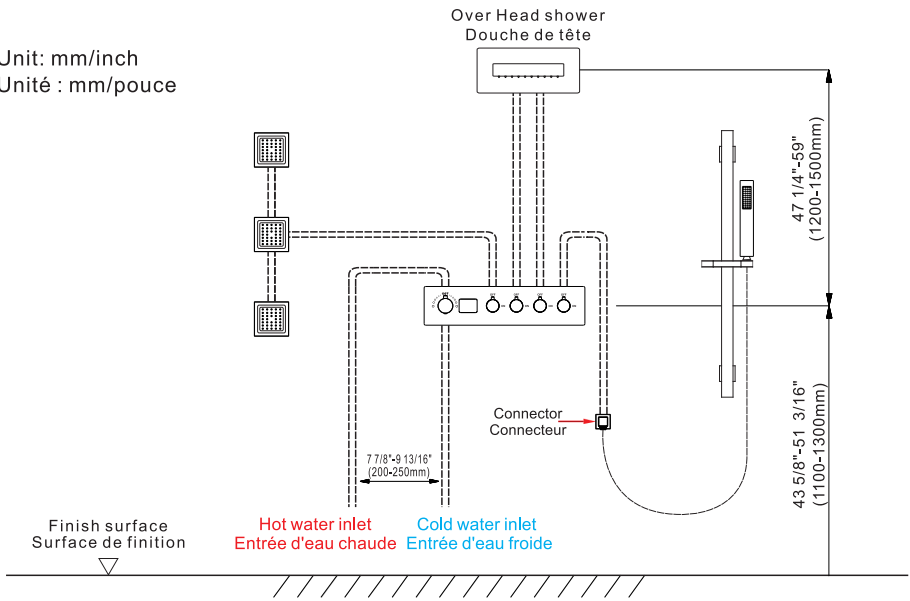 Over Head shower
Douche de tête
Unit: mm/inch
Unité : mm/pouce
47 1/4"-59"
(1200-1500mm)
Connector
Connecteur
7 7/8"-9 13/16"
(200-250mm)
43 5/8"-51 3/16"
(1100-1300mm)
Finish surface
Surface de finition
Hot water inlet
Entrée d'eau chaude
Cold water inlet
Entrée d'eau froide